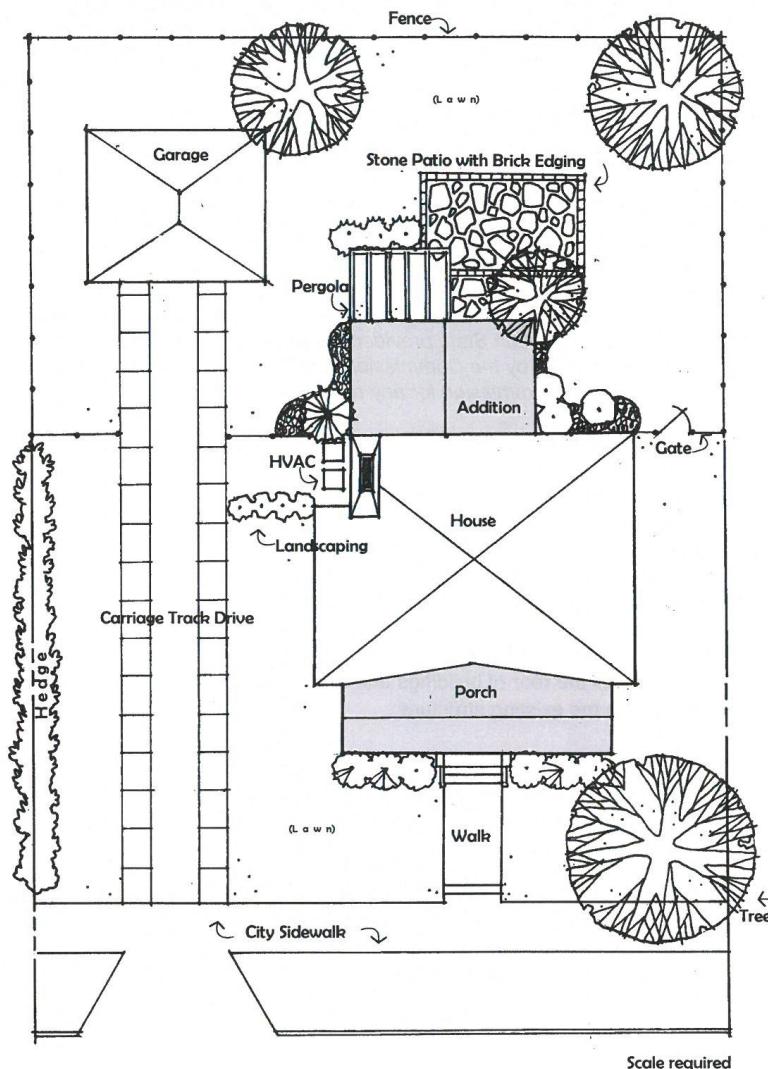 Fence
(Lawn)
Garage
Stone Patio with Brick Edging
Pergola
Addition
Gate
HVAC
House
Landscaping
Carriage Track Drive
Hedge
Porch
(Lawn)
Walk
Tree
City Sidewalk
Scale required